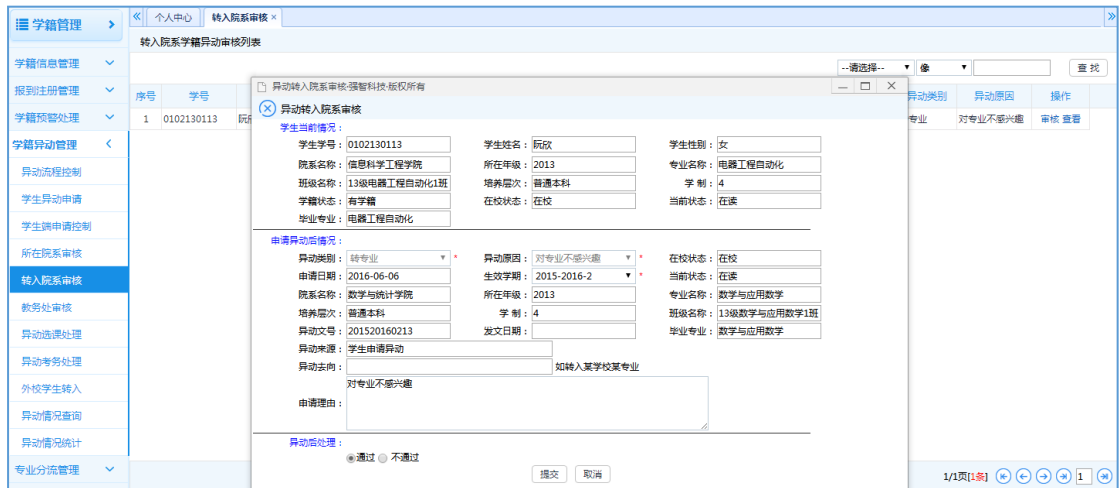 学籍管理
个人中心 转入院系审核 ×
转入院系学籍异动审核列表
--请选择-- 像 查 找
序号 学号 异动类别 异动原因 操作
1 0102130113 专业 对专业不感兴趣 审核 查看
学籍信息管理
报到注册管理
学籍预警处理
学籍异动管理
异动流程控制
学生异动申请
学生端申请控制
所在院系审核
转入院系审核
教务处审核
异动选课处理
异动考务处理
外校学生转入
异动情况查询
异动情况统计
专业分流管理
异动转入院系审核-强智科技-版权所有
异动转入院系审核
学生当前情况：
学生学号：0102130113 学生姓名：阮欣 学生性别：女
院系名称：信息科学工程学院 所在年级：2013 专业名称：电器工程自动化
班级名称：13级电器工程自动化1班 培养层次：普通本科 学 制：4
学籍状态：有学籍 在校状态：在校 当前状态：在读
毕业专业：电器工程自动化
申请异动后情况：
异动类别：转专业 * 异动原因：对专业不感兴趣 * 在校状态：在校
申请日期：2016-06-06 生效学期：2015-2016-2 * 当前状态：在读
院系名称：数学与统计学院 所在年级：2013 专业名称：数学与应用数学
培养层次：普通本科 学 制：4 班级名称：13级数学与应用数学1班
异动文号：201520160213 发文日期： 毕业专业：数学与应用数学
异动来源：学生申请异动
异动去向： 如转入某学校某专业
申请理由：对专业不感兴趣
异动后处理：
通过 不通过
提交 取消
1/1页[1条] 1